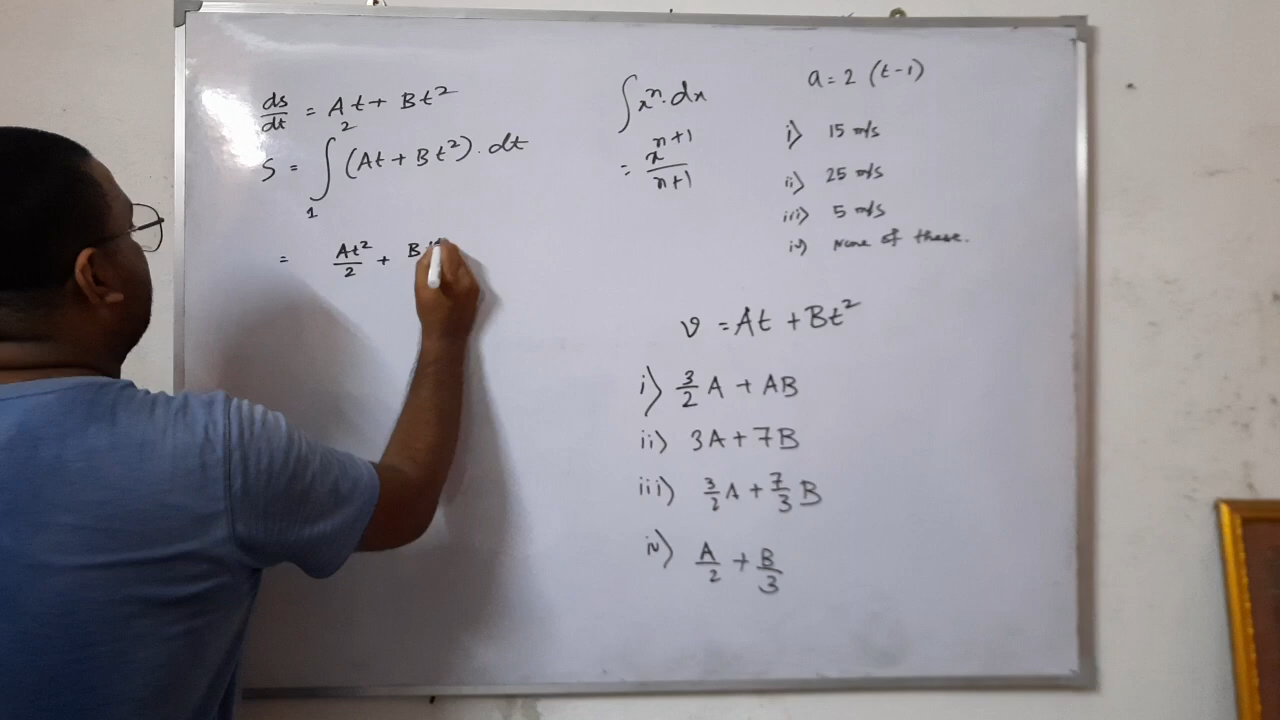 ds/dt = At + Bt²
S = ∫₁² (At + Bt²). dt
= At²/2 + B
∫xⁿ. dx
= xⁿ⁺¹/n+1
a = 2 (t-1)
i) 15 m/s
ii) 25 m/s
iii) 5 m/s
iv) None of these.
v = At + Bt²
i) 3/2 A + AB
ii) 3A + 7B
iii) 3/2 A + 7/3 B
iv) A/2 + B/3